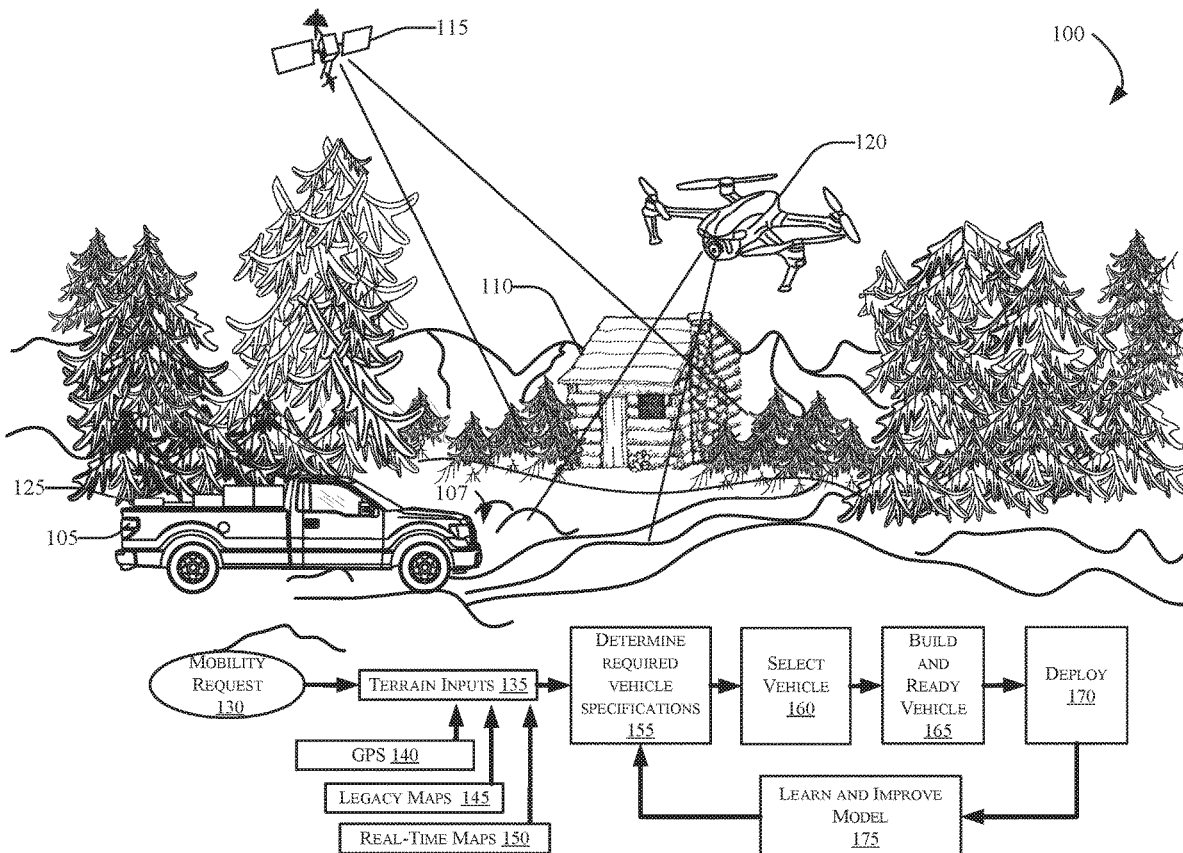 115
100
120
110
125
107
105
MOBILITY
REQUEST
130
TERRAIN INPUTS 135
GPS 140
LEGACY MAPS 145
REAL-TIME MAPS 150
DETERMINE
REQUIRED
VEHICLE
SPECIFICATIONS
155
SELECT
VEHICLE
160
BUILD
AND
READY
VEHICLE
165
DEPLOY
170
LEARN AND IMPROVE
MODEL
175